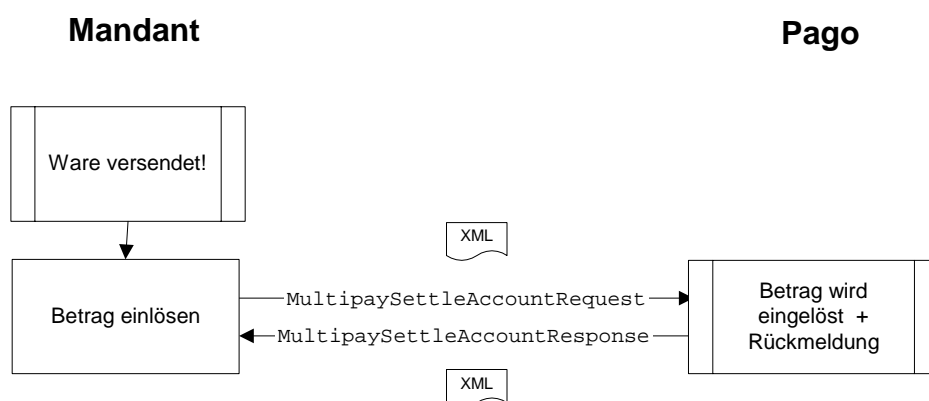 Mandant
Pago
Ware versendet!
XML
Betrag einlösen
MultipaySettleAccountRequest
MultipaySettleAccountResponse
Betrag wird
eingelöst +
Rückmeldung
XML